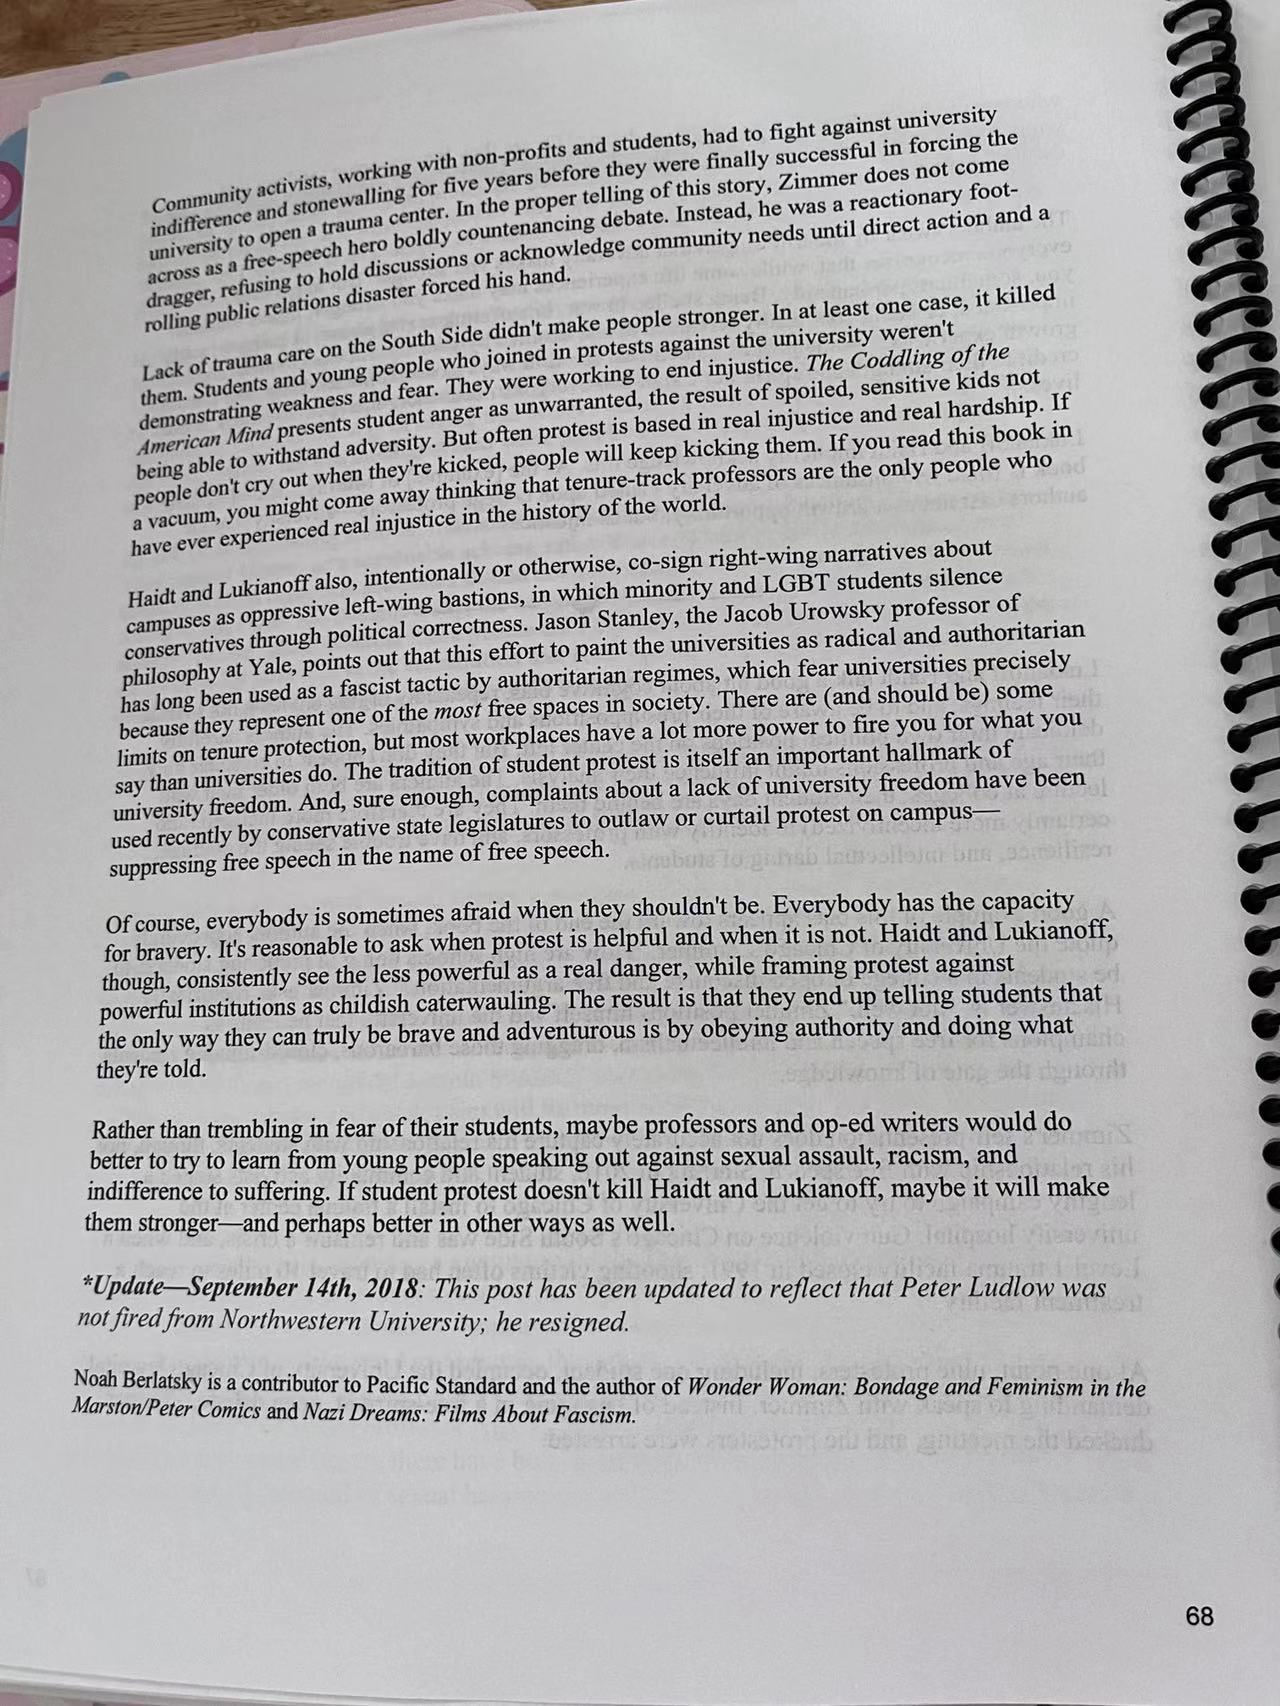 Community activists, working with non-profits and students, had to fight against university
indifference and stonewalling for five years before they were finally successful in forcing the
university to open a trauma center. In the proper telling of this story, Zimmer does not come
across as a free-speech hero boldly countenancing debate. Instead, he was a reactionary foot-
dragger, refusing to hold discussions or acknowledge community needs until direct action and a
rolling public relations disaster forced his hand.
Lack of trauma care on the South Side didn't make people stronger. In at least one case, it killed
them. Students and young people who joined in protests against the university weren't
demonstrating weakness and fear. They were working to end injustice. The Coddling of the
American Mind presents student anger as unwarranted, the result of spoiled, sensitive kids not
being able to withstand adversity. But often protest is based in real injustice and real hardship. If
people don't cry out when they're kicked, people will keep kicking them. If you read this book in
a vacuum, you might come away thinking that tenure-track professors are the only people who
have ever experienced real injustice in the history of the world.
Haidt and Lukianoff also, intentionally or otherwise, co-sign right-wing narratives about
campuses as oppressive left-wing bastions, in which minority and LGBT students silence
conservatives through political correctness. Jason Stanley, the Jacob Urowsky professor of
philosophy at Yale, points out that this effort to paint the universities as radical and authoritarian
has long been used as a fascist tactic by authoritarian regimes, which fear universities precisely
because they represent one of the most free spaces in society. There are (and should be) some
limits on tenure protection, but most workplaces have a lot more power to fire you for what you
say than universities do. The tradition of student protest is itself an important hallmark of
university freedom. And, sure enough, complaints about a lack of university freedom have been
used recently by conservative state legislatures to outlaw or curtail protest on campus—
suppressing free speech in the name of free speech.
Of course, everybody is sometimes afraid when they shouldn't be. Everybody has the capacity
for bravery. It's reasonable to ask when protest is helpful and when it is not. Haidt and Lukianoff,
though, consistently see the less powerful as a real danger, while framing protest against
powerful institutions as childish caterwauling. The result is that they end up telling students that
the only way they can truly be brave and adventurous is by obeying authority and doing what
they're told.
Rather than trembling in fear of their students, maybe professors and op-ed writers would do
better to try to learn from young people speaking out against sexual assault, racism, and
indifference to suffering. If student protest doesn't kill Haidt and Lukianoff, maybe it will make
them stronger—and perhaps better in other ways as well.
*Update—September 14th, 2018: This post has been updated to reflect that Peter Ludlow was
not fired from Northwestern University; he resigned.
Noah Berlatsky is a contributor to Pacific Standard and the author of Wonder Woman: Bondage and Feminism in the
Marston/Peter Comics and Nazi Dreams: Films About Fascism.
68